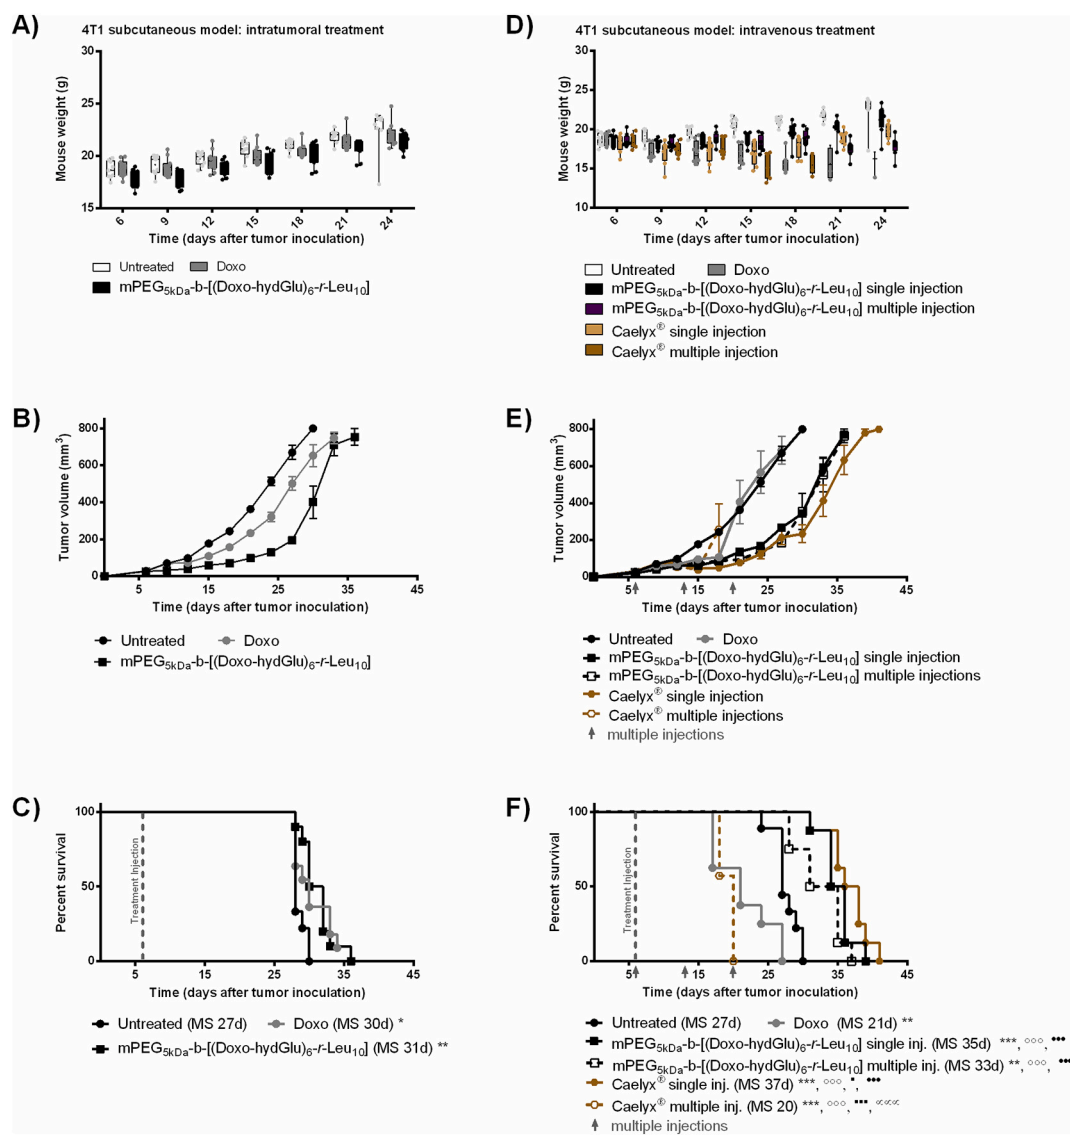 A)
4T1 subcutaneous model: intratumoral treatment
Mouse weight (g)
30
25
20
15
6 9 12 15 18 21 24
Time (days after tumor inoculation)
Untreated Doxo
mPEG5kDa-b-[(Doxo-hydGlu)6-r-Leu10]
D)
4T1 subcutaneous model: intravenous treatment
Mouse weight (g)
30
25
20
15
10
6 9 12 15 18 21 24
Time (days after tumor inoculation)
Untreated Doxo
mPEG5kDa-b-[(Doxo-hydGlu)6-r-Leu10] single injection
mPEG5kDa-b-[(Doxo-hydGlu)6-r-Leu10] multiple injection
Caelyx® single injection
Caelyx® multiple injection
B)
Tumor volume (mm3)
800
600
400
200
0
5 15 25 35 45
Time (days after tumor inoculation)
Untreated Doxo
mPEG5kDa-b-[(Doxo-hydGlu)6-r-Leu10]
E)
Tumor volume (mm3)
800
600
400
200
0
5 15 25 35 45
Time (days after tumor inoculation)
Untreated Doxo
mPEG5kDa-b-[(Doxo-hydGlu)6-r-Leu10] single injection
mPEG5kDa-b-[(Doxo-hydGlu)6-r-Leu10] multiple injections
Caelyx® single injection
Caelyx® multiple injections
multiple injections
C)
Percent survival
100
50
0
Treatment Injection
5 15 25 35 45
Time (days after tumor inoculation)
Untreated (MS 27d) Doxo (MS 30d) *
mPEG5kDa-b-[(Doxo-hydGlu)6-r-Leu10] (MS 31d) **
F)
Percent survival
100
50
0
Treatment Injection
5 15 25 35 45
Time (days after tumor inoculation)
Untreated (MS 27d) Doxo (MS 21d) **
mPEG5kDa-b-[(Doxo-hydGlu)6-r-Leu10] single inj. (MS 35d) ***, ○○○, •••
mPEG5kDa-b-[(Doxo-hydGlu)6-r-Leu10] multiple inj. (MS 33d) **, ○○○, •••
Caelyx® single inj. (MS 37d) ***, ○○○, ▪, •••
Caelyx® multiple inj. (MS 20) ***, ○○○, ▪▪▪, ∝∝∝
multiple injections